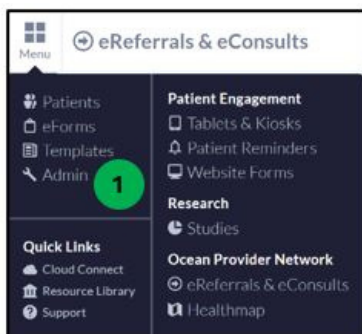 Menu
eReferrals & eConsults
Patients
eForms
Templates
Admin
1
Quick Links
Cloud Connect
Resource Library
Support
Patient Engagement
Tablets & Kiosks
Patient Reminders
Website Forms
Research
Studies
Ocean Provider Network
eReferrals & eConsults
Healthmap